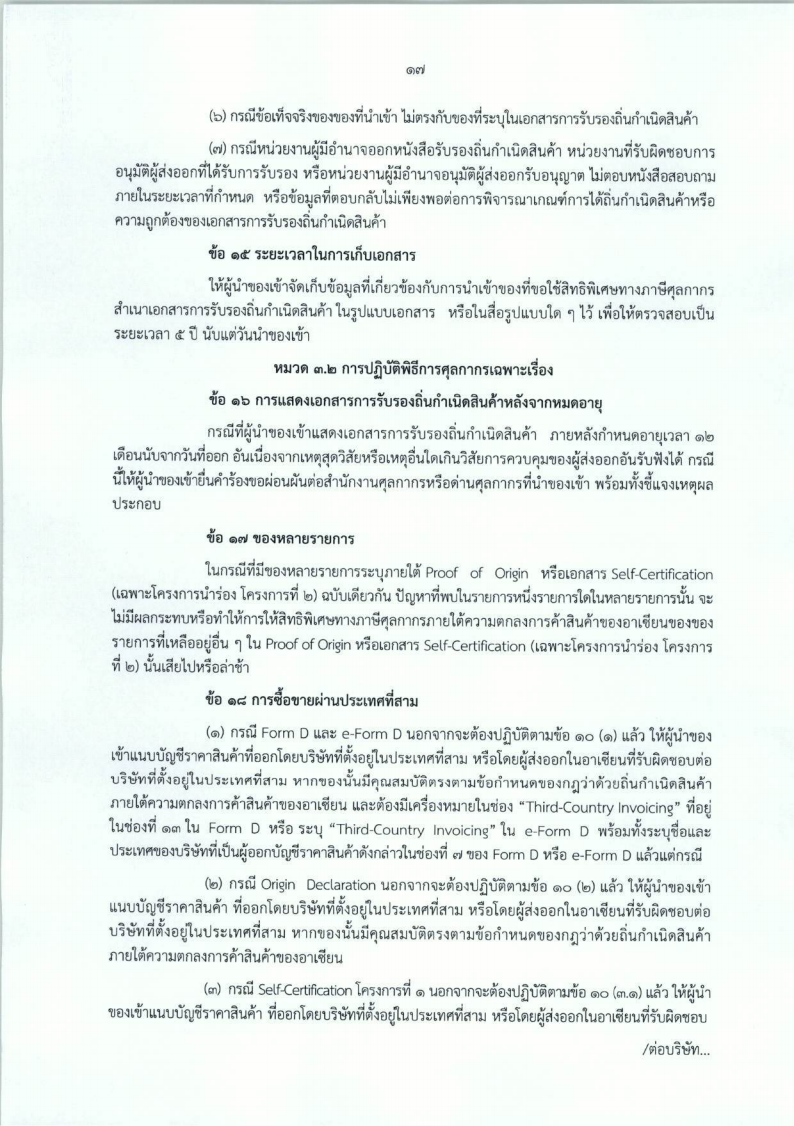 ๑๗
(๖) กรณีข้อเท็จจริงของของที่นำเข้า ไม่ตรงกับของที่ระบุในเอกสารการรับรองถิ่นกำเนิดสินค้า
(๗) กรณีหน่วยงานผู้มีอำนาจออกหนังสือรับรองถิ่นกำเนิดสินค้า หน่วยงานที่รับผิดชอบการ
อนุมัติผู้ส่งออกที่ได้รับการรับรอง หรือหน่วยงานผู้มีอำนาจอนุมัติผู้ส่งออกรับอนุญาต ไม่ตอบหนังสือสอบถาม
ภายในระยะเวลาที่กำหนด หรือข้อมูลที่ตอบกลับไม่เพียงพอต่อการพิจารณาเกณฑ์การได้ถิ่นกำเนิดสินค้าหรือ
ความถูกต้องของเอกสารการรับรองถิ่นกำเนิดสินค้า
ข้อ ๑๕ ระยะเวลาในการเก็บเอกสาร
ให้ผู้นำของเข้าจัดเก็บข้อมูลที่เกี่ยวข้องกับการนำเข้าของที่ขอใช้สิทธิพิเศษทางภาษีศุลกากร
สำเนาเอกสารการรับรองถิ่นกำเนิดสินค้า ในรูปแบบเอกสาร หรือในสื่อรูปแบบใด ๆ ไว้ เพื่อให้ตรวจสอบเป็น
ระยะเวลา ๕ ปี นับแต่วันนำของเข้า
หมวด ๓.๒ การปฏิบัติพิธีการศุลกากรเฉพาะเรื่อง
ข้อ ๑๖ การแสดงเอกสารการรับรองถิ่นกำเนิดสินค้าหลังจากหมดอายุ
กรณีที่ผู้นำของเข้าแสดงเอกสารการรับรองถิ่นกำเนิดสินค้า ภายหลังกำหนดอายุเวลา ๑๒
เดือนนับจากวันที่ออก อันเนื่องจากเหตุสุดวิสัยหรือเหตุอื่นใดเกินวิสัยการควบคุมของผู้ส่งออกอันรับฟังได้ กรณี
นี้ให้ผู้นำของเข้ายื่นคำร้องขอผ่อนผันต่อสำนักงานศุลกากรหรือด่านศุลกากรที่นำของเข้า พร้อมทั้งชี้แจงเหตุผล
ประกอบ
ข้อ ๑๗ ของหลายรายการ
ในกรณีที่มีของหลายรายการระบุภายใต้ Proof of Origin หรือเอกสาร Self-Certification
(เฉพาะโครงการนำร่อง โครงการที่ ๒) ฉบับเดียวกัน ปัญหาที่พบในรายการหนึ่งรายการใดในหลายรายการนั้น จะ
ไม่มีผลกระทบหรือทำให้การให้สิทธิพิเศษทางภาษีศุลกากรภายใต้ความตกลงการค้าสินค้าของอาเซียนของของ
รายการที่เหลืออยู่อื่น ๆ ใน Proof of Origin หรือเอกสาร Self-Certification (เฉพาะโครงการนำร่อง โครงการ
ที่ ๒) นั้นเสียไปหรือล่าช้า
ข้อ ๑๘ การซื้อขายผ่านประเทศที่สาม
(๑) กรณี Form D และ e-Form D นอกจากจะต้องปฏิบัติตามข้อ ๑๐ (๑) แล้ว ให้ผู้นำของ
เข้าแนบบัญชีราคาสินค้าที่ออกโดยบริษัทที่ตั้งอยู่ในประเทศที่สาม หรือโดยผู้ส่งออกในอาเซียนที่รับผิดชอบต่อ
บริษัทที่ตั้งอยู่ในประเทศที่สาม หากของนั้นมีคุณสมบัติตรงตามข้อกำหนดของกฎว่าด้วยถิ่นกำเนิดสินค้า
ภายใต้ความตกลงการค้าสินค้าของอาเซียน และต้องมีเครื่องหมายในช่อง “Third-Country Invoicing” ที่อยู่
ในช่องที่ ๑๓ ใน Form D หรือ ระบุ “Third-Country Invoicing” ใน e-Form D พร้อมทั้งระบุชื่อและ
ประเทศของบริษัทที่เป็นผู้ออกบัญชีราคาสินค้าดังกล่าวในช่องที่ ๗ ของ Form D หรือ e-Form D แล้วแต่กรณี
(๒) กรณี Origin Declaration นอกจากจะต้องปฏิบัติตามข้อ ๑๐ (๒) แล้ว ให้ผู้นำของเข้า
แนบบัญชีราคาสินค้า ที่ออกโดยบริษัทที่ตั้งอยู่ในประเทศที่สาม หรือโดยผู้ส่งออกในอาเซียนที่รับผิดชอบต่อ
บริษัทที่ตั้งอยู่ในประเทศที่สาม หากของนั้นมีคุณสมบัติตรงตามข้อกำหนดของกฎว่าด้วยถิ่นกำเนิดสินค้า
ภายใต้ความตกลงการค้าสินค้าของอาเซียน
(๓) กรณี Self-Certification โครงการที่ ๑ นอกจากจะต้องปฏิบัติตามข้อ ๑๐ (๓.๑) แล้ว ให้ผู้นำ
ของเข้าแนบบัญชีราคาสินค้า ที่ออกโดยบริษัทที่ตั้งอยู่ในประเทศที่สาม หรือโดยผู้ส่งออกในอาเซียนที่รับผิดชอบ
/ต่อบริษัท...